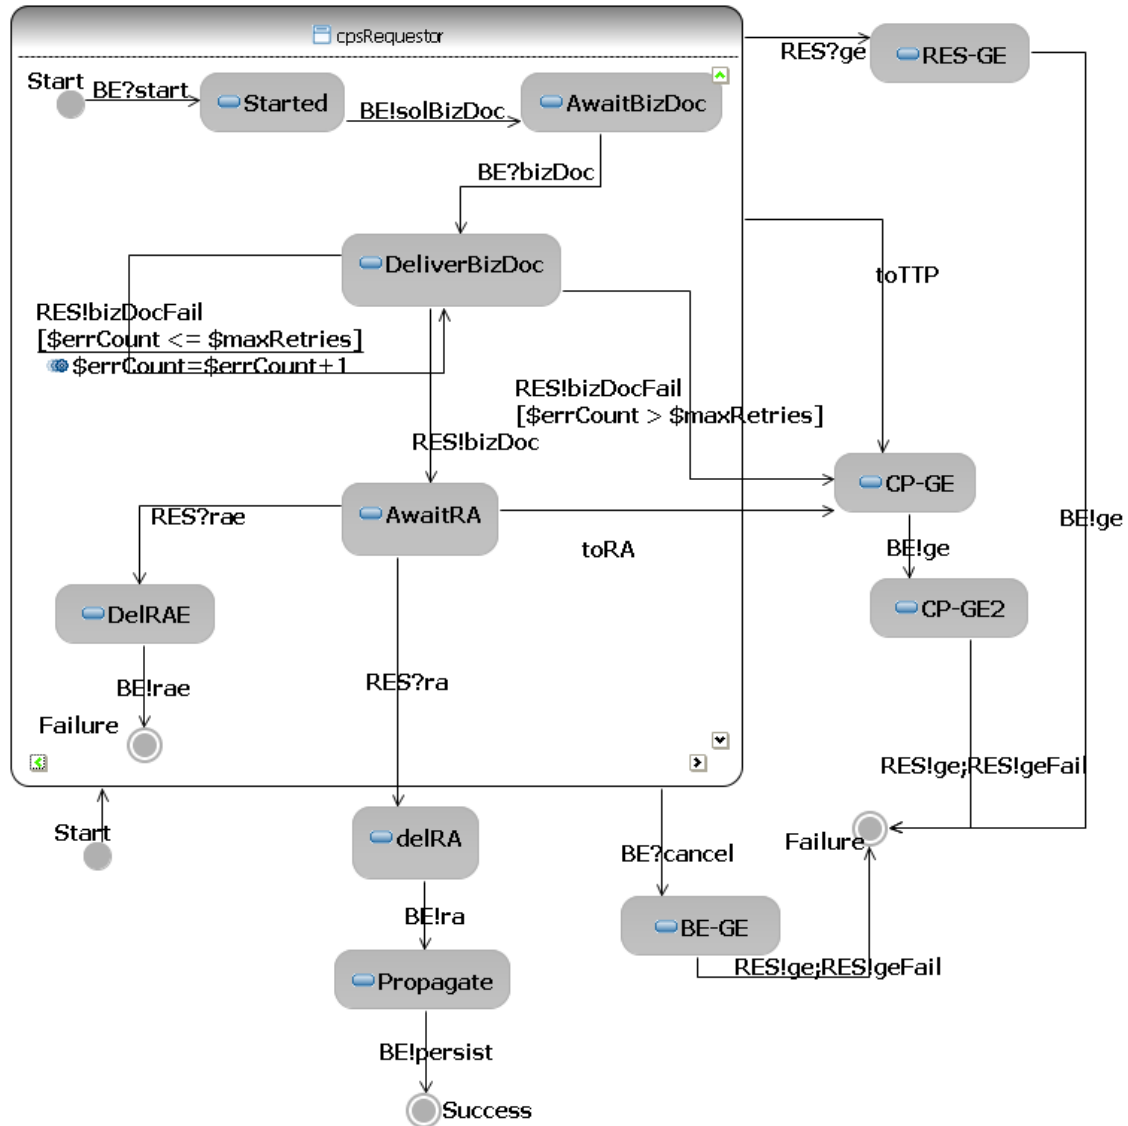 cpsRequestor
RES?ge
RES-GE
Start
BE?start
Started
BE!solBizDoc
AwaitBizDoc
BE?bizDoc
DeliverBizDoc
toTTP
RES!bizDocFail
[$errCount <= $maxRetries]
$errCount=$errCount+1
RES!bizDocFail
[$errCount > $maxRetries]
RES!bizDoc
CP-GE
RES?rae
AwaitRA
toRA
BE!ge
BE!ge
DelRAE
CP-GE2
BE!rae
RES?ra
Failure
RES!ge;RES!geFail
Start
delRA
BE?cancel
Failure
BE!ra
BE-GE
RES!ge;RES!geFail
Propagate
BE!persist
Success